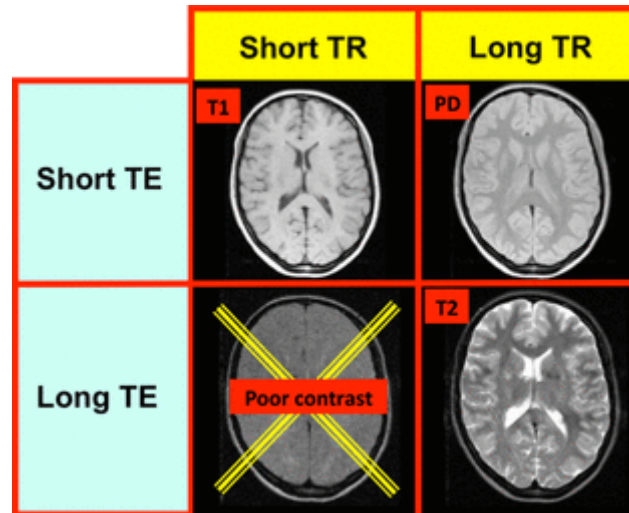 Short TR
Long TR
Short TE
T1
PD
Long TE
Poor contrast
T2